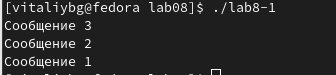 [vitaliybg@fedora lab08]$ ./lab8-1
Сообщение 3
Сообщение 2
Сообщение 1